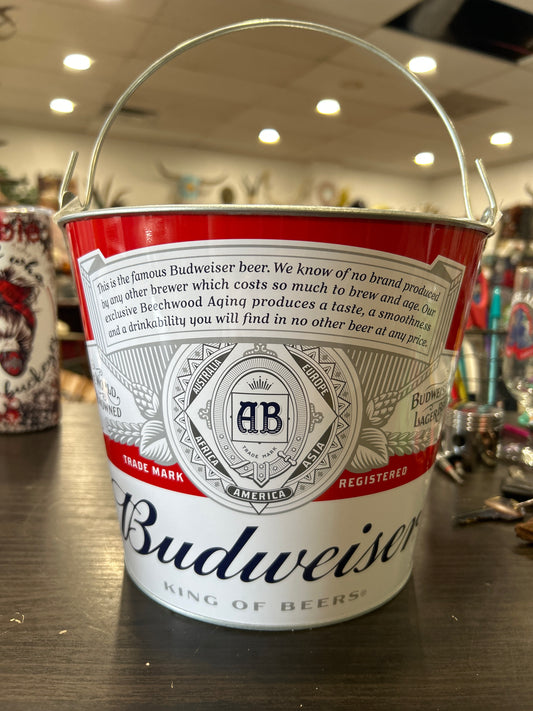 This is the famous Budweiser beer. We know of no brand produced
by any other brewer which costs so much to brew and age. Our
exclusive Beechwood Aging produces a taste, a smoothness
and a drinkability you will find in no other beer at any price.
AUSTRALIA
EUROPE
AFRICA
ASIA
AMERICA
AB
TRADE MARK
TRADE MARK
REGISTERED
Budweiser
KING OF BEERS®